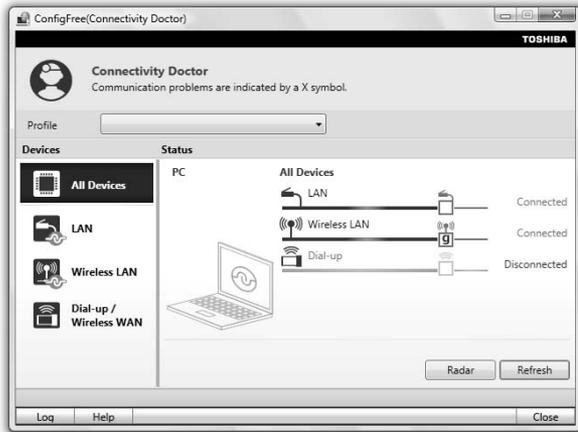 ConfigFree(Connectivity Doctor)
TOSHIBA
Connectivity Doctor
Communication problems are indicated by a X symbol.
Profile
Devices
Status
All Devices
LAN
Wireless LAN
Dial-up /
Wireless WAN
PC
All Devices
LAN
Connected
Wireless LAN
g
Connected
Dial-up
Disconnected
Radar
Refresh
Log
Help
Close